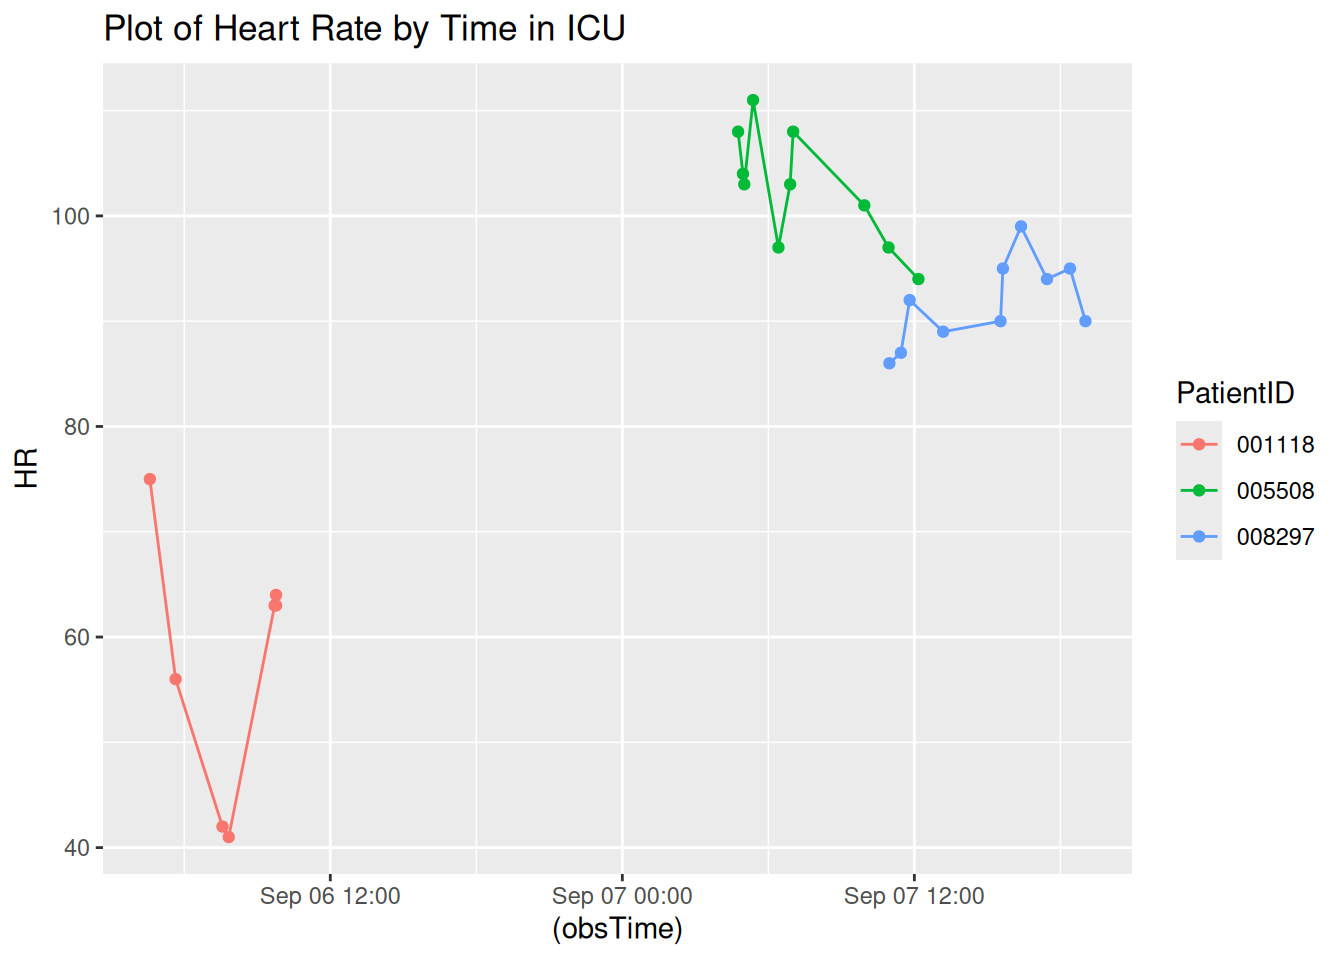 Plot of Heart Rate by Time in ICU
HR
100
80
60
40
Sep 06 12:00
Sep 07 00:00
Sep 07 12:00
(obsTime)
PatientID
001118
005508
008297